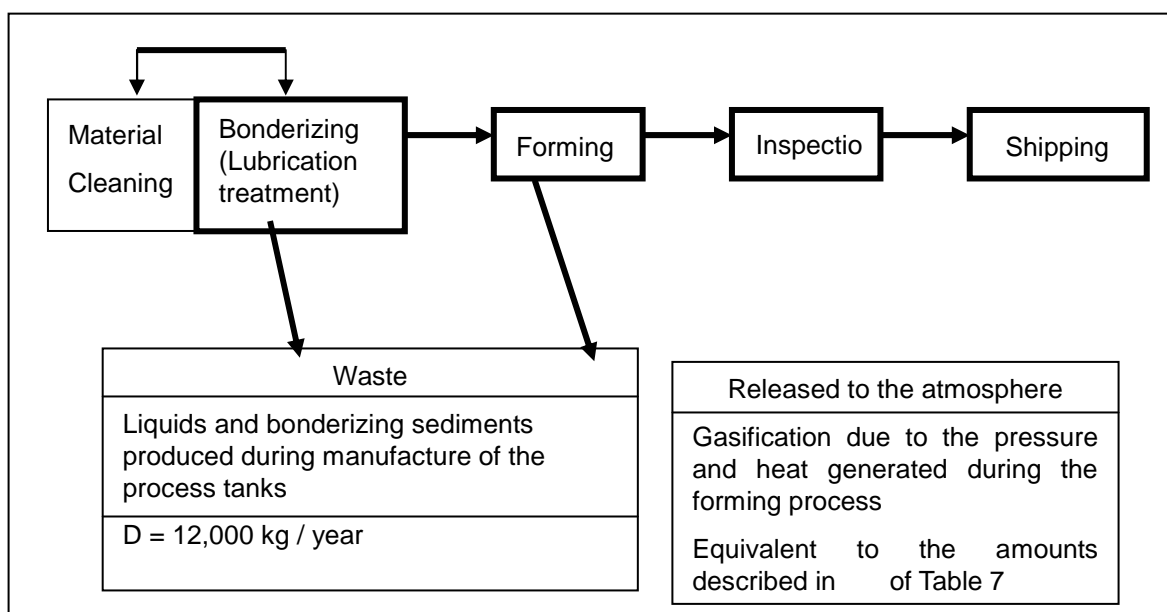 Material
Cleaning
Bonderizing
(Lubrication
treatment)
Forming
Inspectio
Shipping
Waste
Liquids and bonderizing sediments
produced during manufacture of the
process tanks
D = 12,000 kg / year
Released to the atmosphere
Gasification due to the pressure
and heat generated during the
forming process
Equivalent to the amounts
described in of Table 7